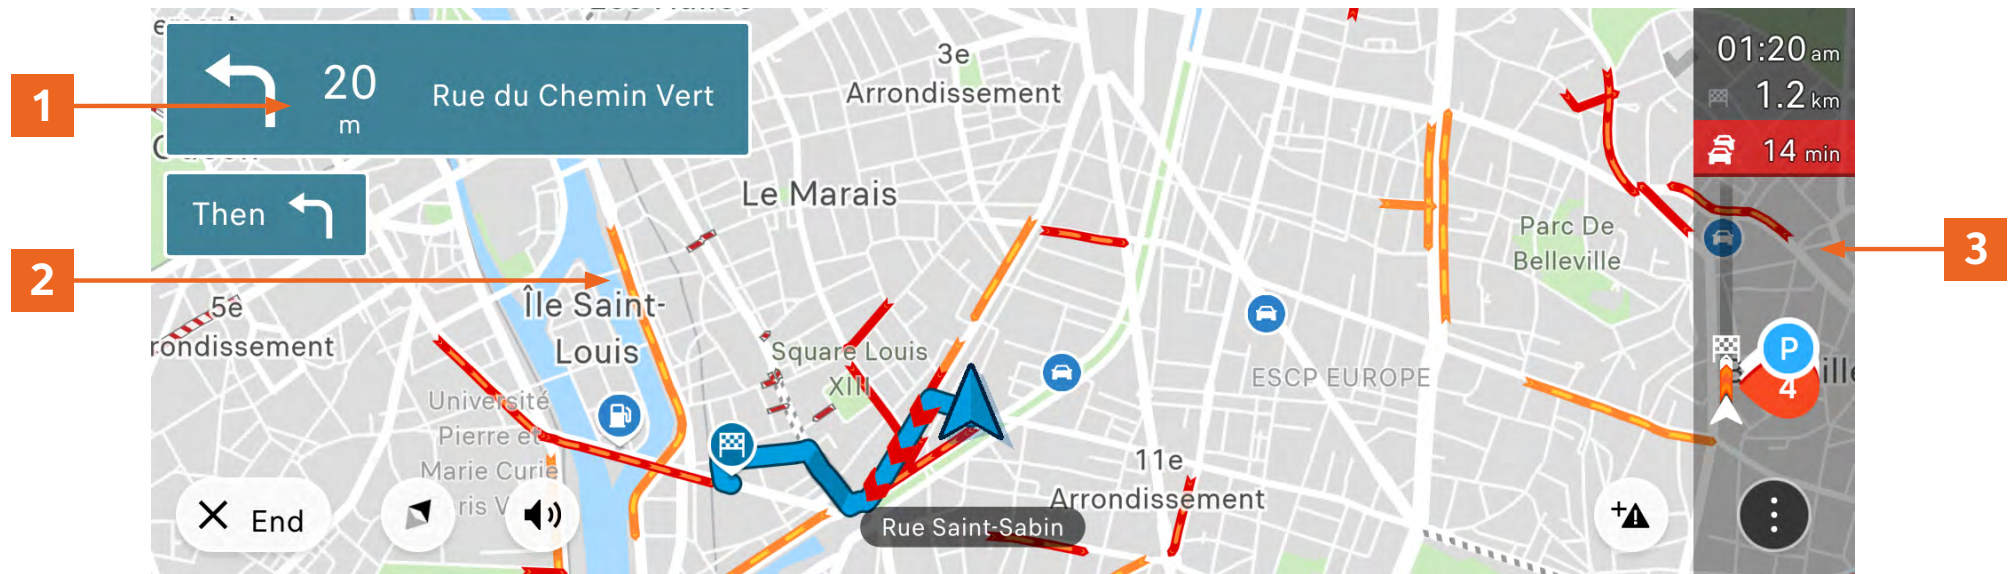 1
20
m
Rue du Chemin Vert
Then
2
3e
Arrondissement
Le Marais
01:20 am
1.2 km
14 min
3
Parc De
Belleville
5e
rondissement
Île Saint-
Louis
Square Louis
XIII
ESCP EUROPE
P
4
Université
Pierre et
Marie Curie
ris V
11e
Arrondissement
End
Rue Saint-Sabin